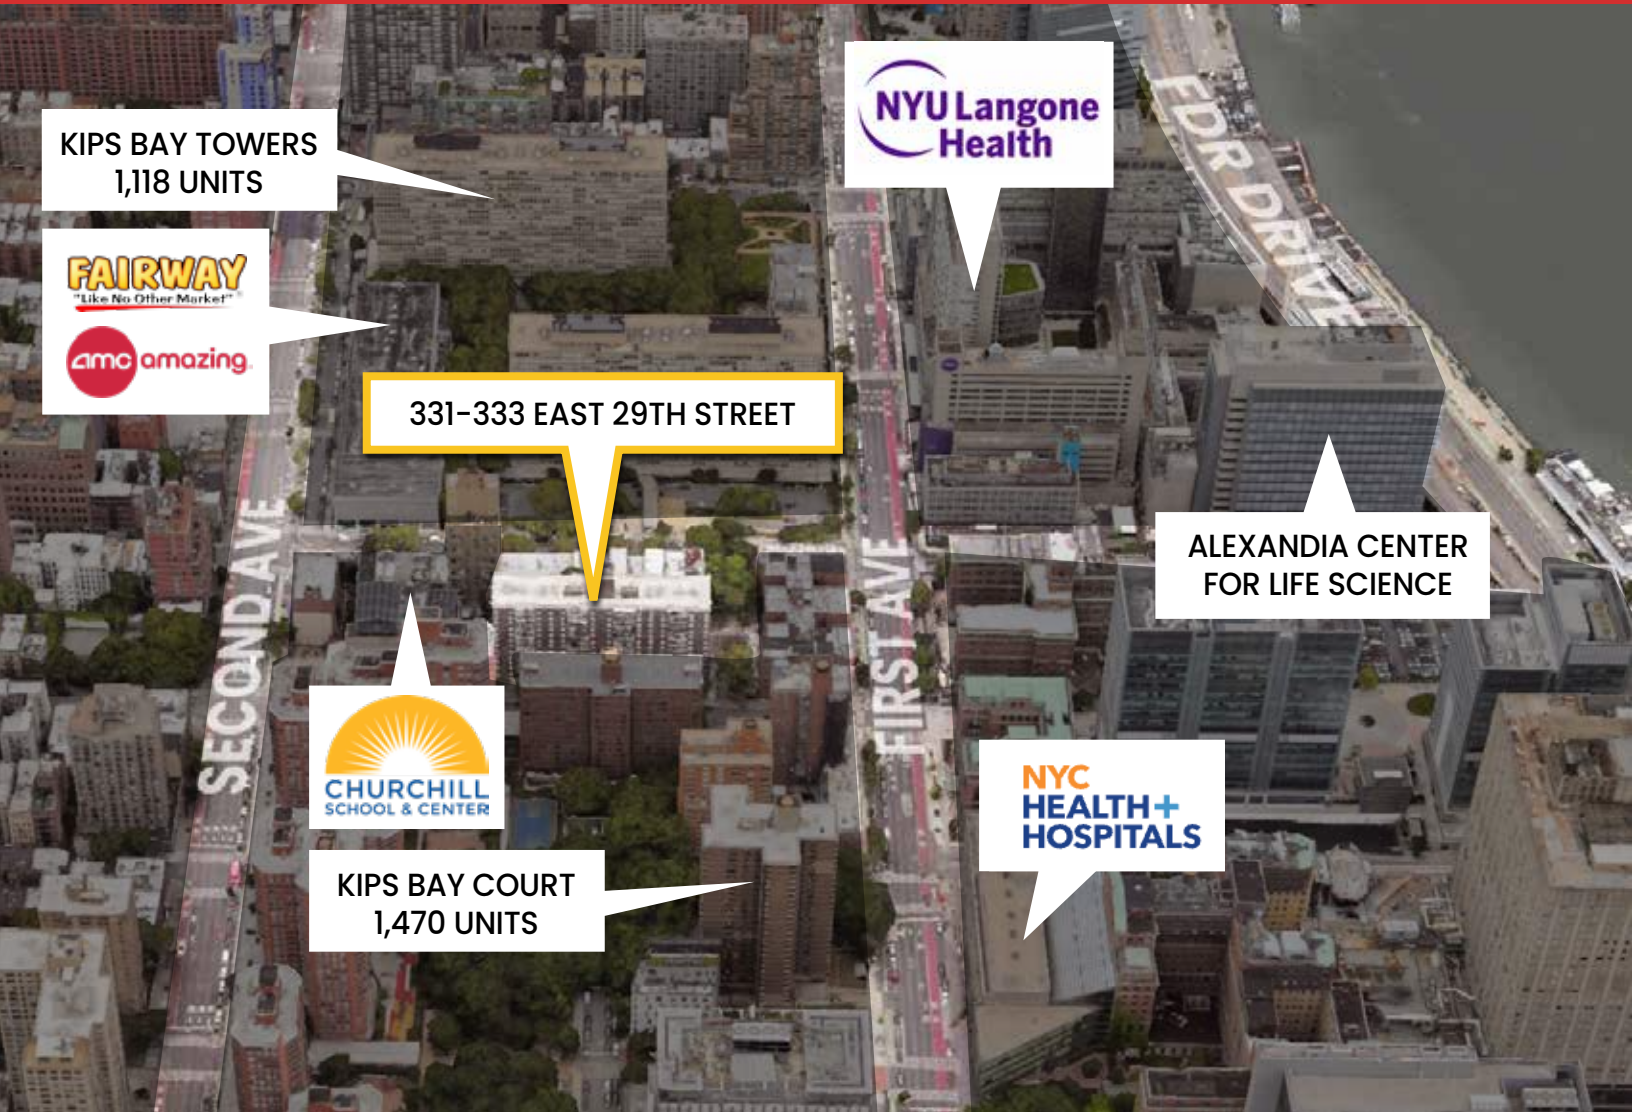 NYU Langone
Health
FDR DRIVE
KIPS BAY TOWERS
1,118 UNITS
FAIRWAY
"Like No Other Market"®
amc amazing.
331-333 EAST 29TH STREET
SECOND AVE
FIRST AVE
ALEXANDIA CENTER
FOR LIFE SCIENCE
CHURCHILL
SCHOOL & CENTER
NYC
HEALTH+
HOSPITALS
KIPS BAY COURT
1,470 UNITS